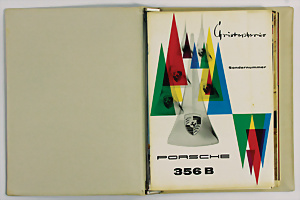 Christophorus
Sondernummer
PORSCHE
356 B